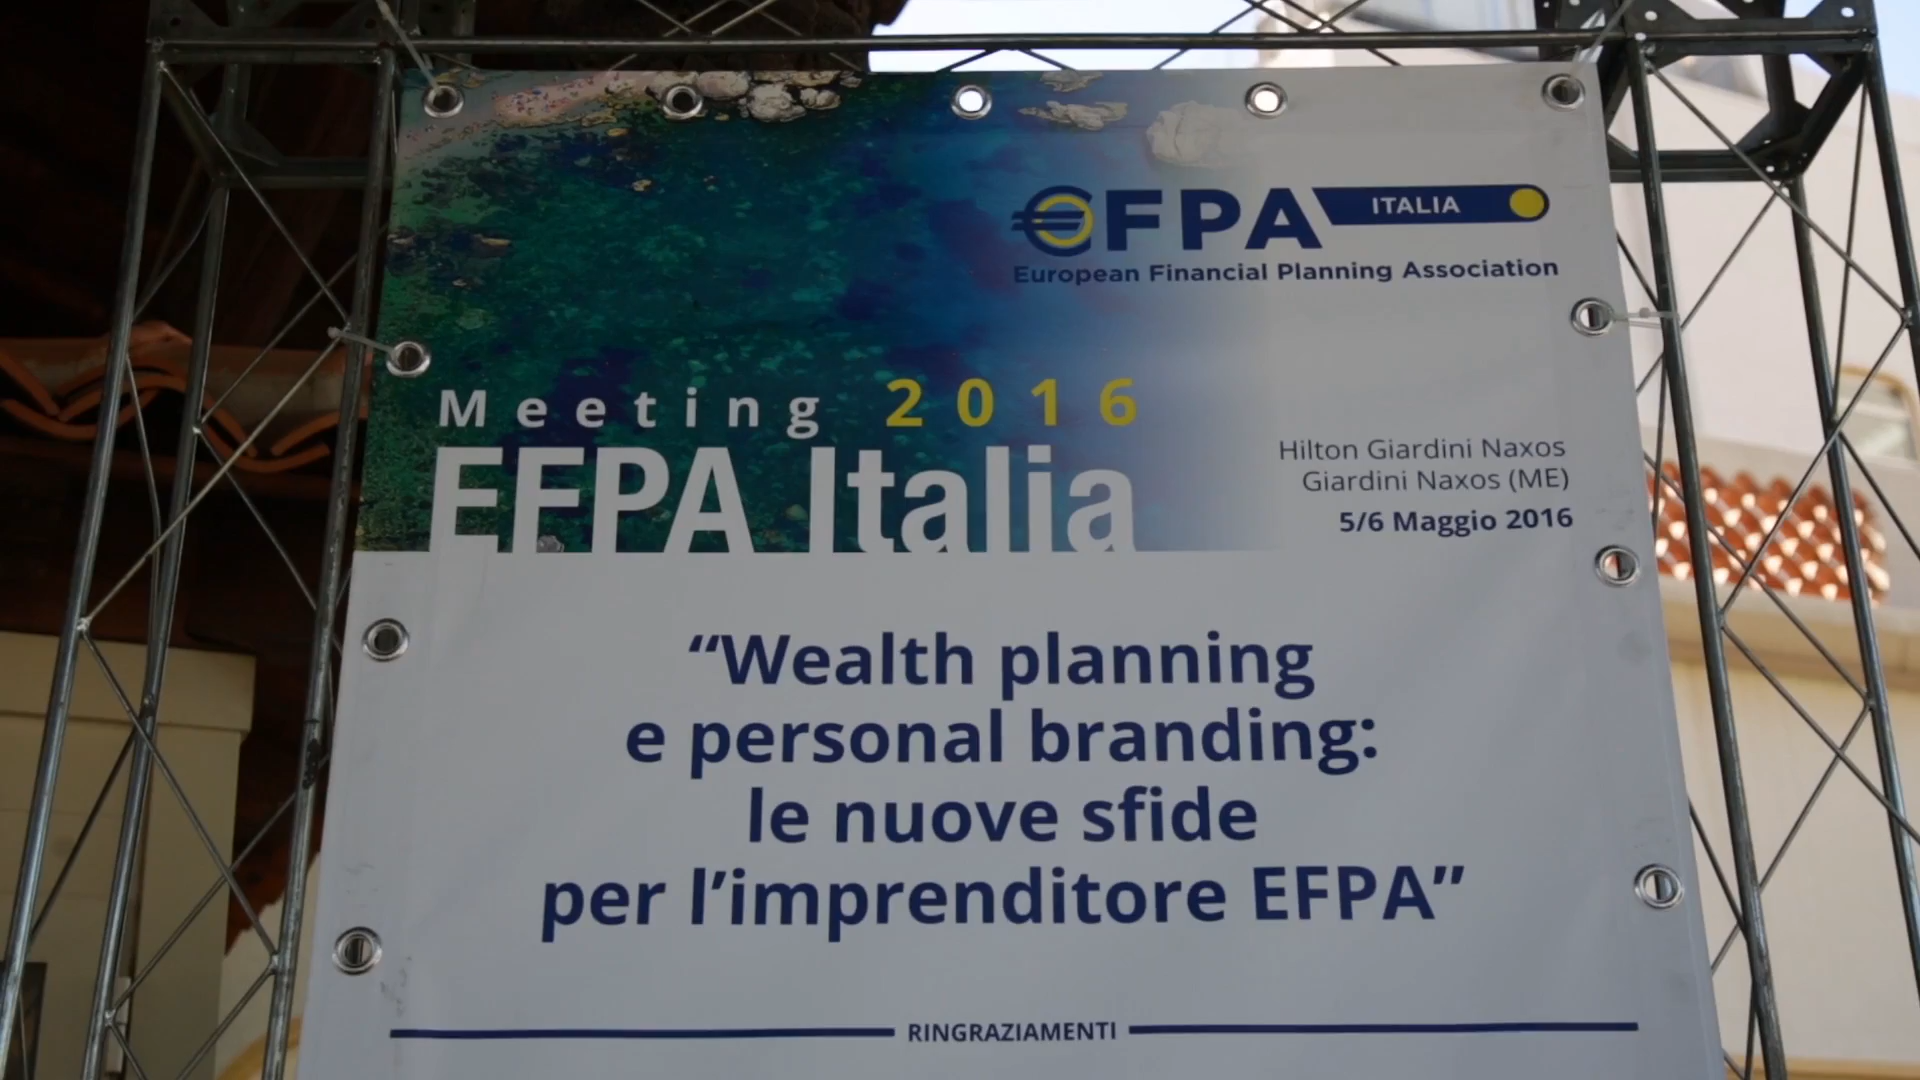 €FPA ITALIA
European Financial Planning Association
Meeting 2016
EFPA Italia
Hilton Giardini Naxos
Giardini Naxos (ME)
5/6 Maggio 2016
“Wealth planning
e personal branding:
le nuove sfide
per l’imprenditore EFPA”
RINGRAZIAMENTI